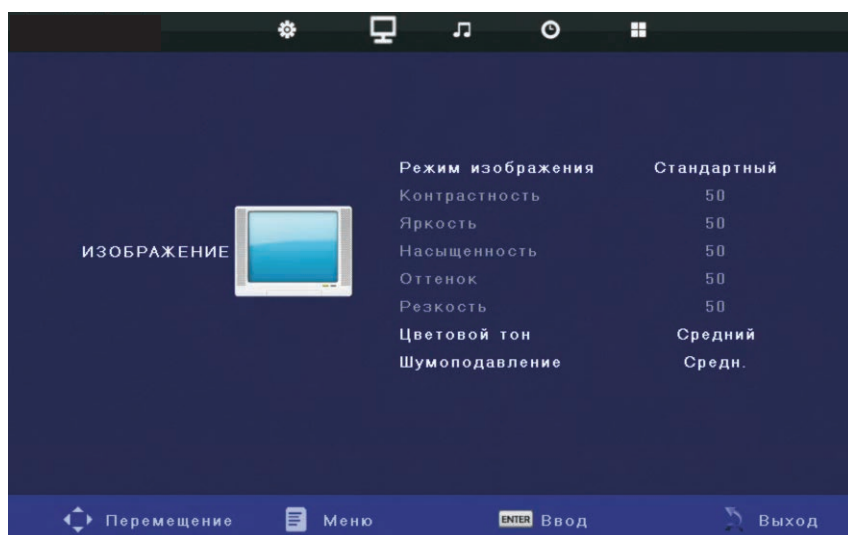 Режим изображения Стандартный
Контрастность 50
Яркость 50
ИЗОБРАЖЕНИЕ Насыщенность 50
Оттенок 50
Резкость 50
Цветовой тон Средний
Шумоподавление Средн.
Перемещение Меню ENTER Ввод Выход